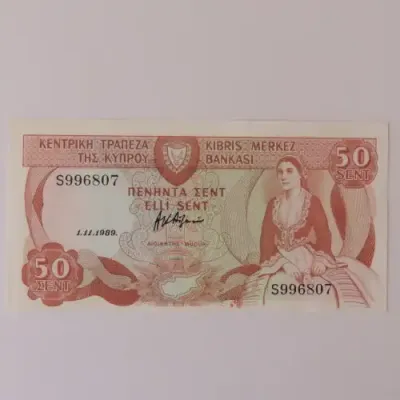 ΚΕΝΤΡΙΚΗ ΤΡΑΠΕΖΑ
ΤΗΣ ΚΥΠΡΟΥ
KIBRIS MERKEZ
BANKASI
50
SENT
S996807
ΠΕΝΗΝΤΑ ΣΕΝΤ
ELLİ SENT
1.11.1989.
50
ΣΕΝΤ
S996807